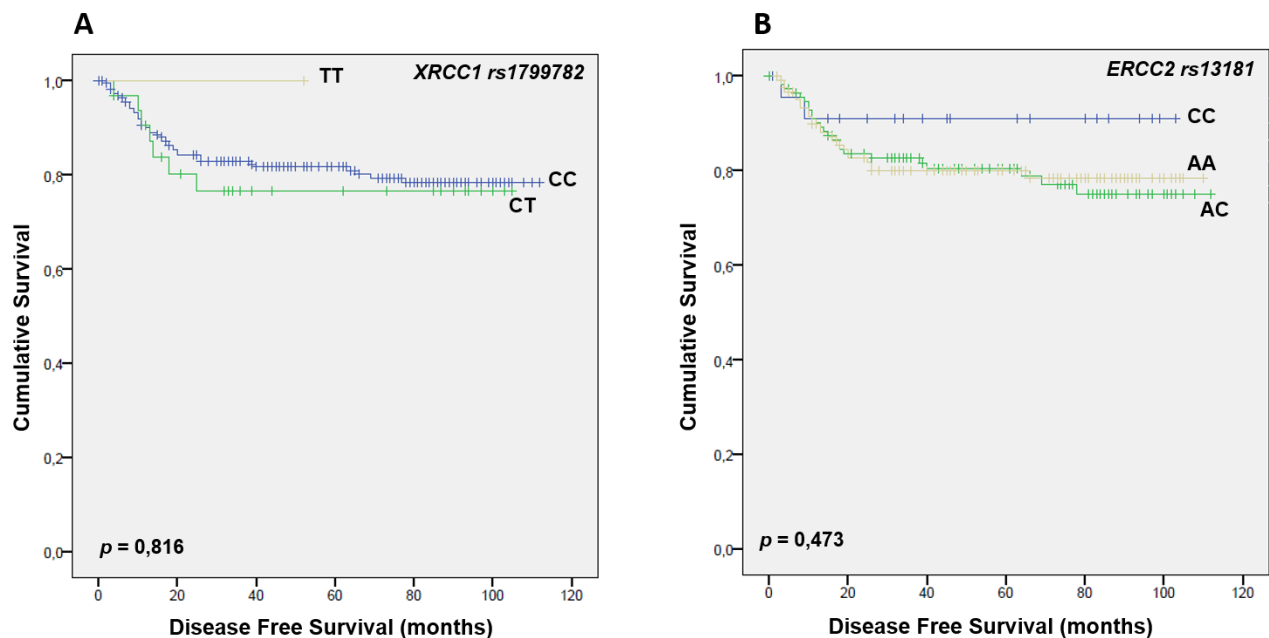 A
XRCC1 rs1799782
TT
CC
CT
1,0
0,8
0,6
0,4
0,2
0,0
p = 0,816
0 20 40 60 80 100 120
Cumulative Survival
Disease Free Survival (months)
B
ERCC2 rs13181
CC
AA
AC
1,0
0,8
0,6
0,4
0,2
0,0
p = 0,473
0 20 40 60 80 100 120
Cumulative Survival
Disease Free Survival (months)